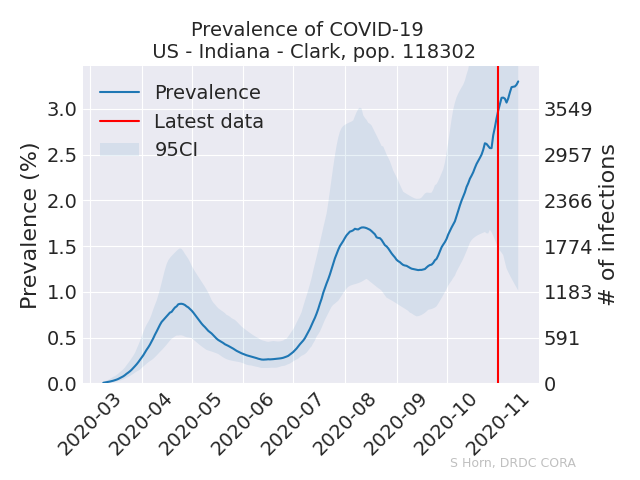 Prevalence of COVID-19
US - Indiana - Clark, pop. 118302
Prevalence
Latest data
95CI
Prevalence (%)
3.0
2.5
2.0
1.5
1.0
0.5
0.0
3549
2957
2366
1774
1183
591
0
# of infections
2020-03
2020-04
2020-05
2020-06
2020-07
2020-08
2020-09
2020-10
2020-11
S Horn, DRDC CORA